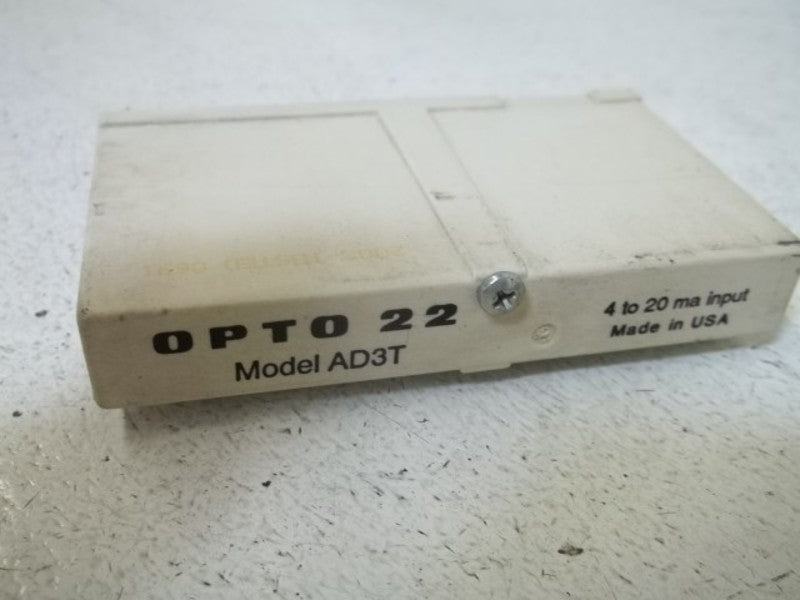 OPTO 22
Model AD3T
4 to 20 ma input
Made in USA